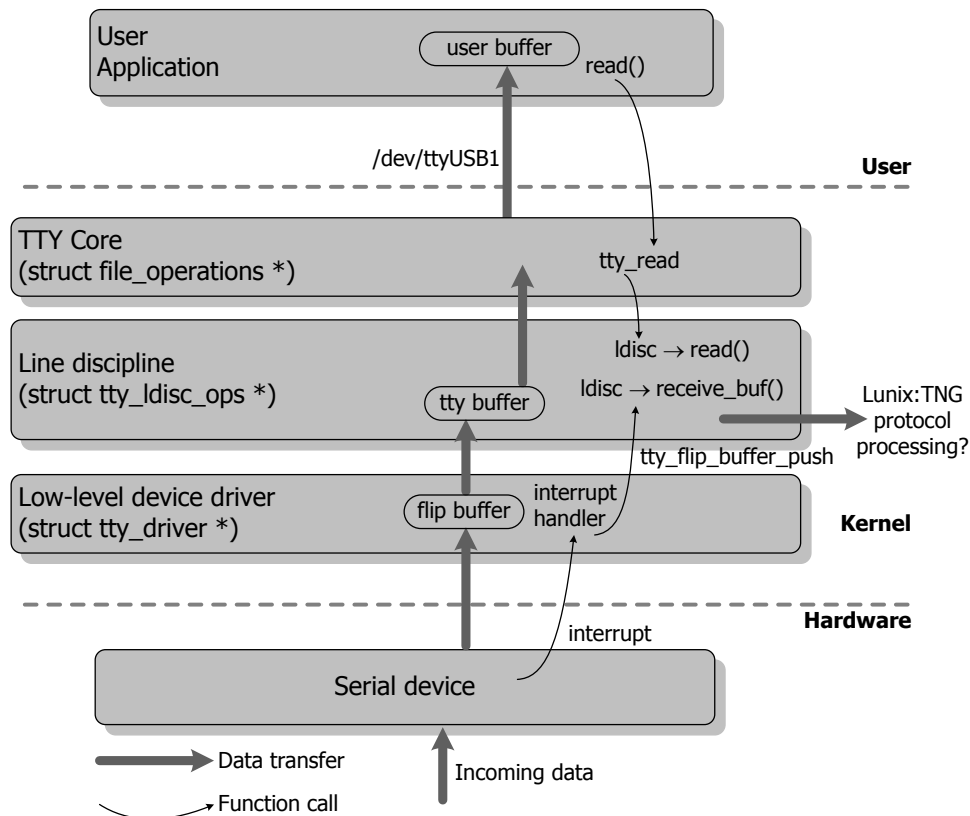 User
Application
user buffer
read()
/dev/ttyUSB1
User
TTY Core
(struct file_operations *)
tty_read
Line discipline
(struct tty_ldisc_ops *)
ldisc → read()
ldisc → receive_buf()
tty buffer
Lunix:TNG
protocol
processing?
tty_flip_buffer_push
Low-level device driver
(struct tty_driver *)
flip buffer
interrupt
handler
Kernel
Hardware
interrupt
Serial device
Data transfer
Incoming data
Function call